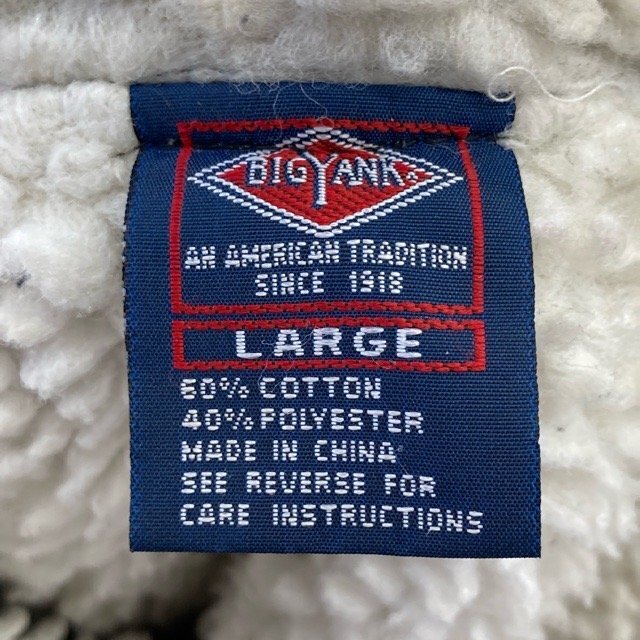 BIG YANK
AN AMERICAN TRADITION
SINCE 1918
LARGE
60% COTTON
40% POLYESTER
MADE IN CHINA
SEE REVERSE FOR
CARE INSTRUCTIONS